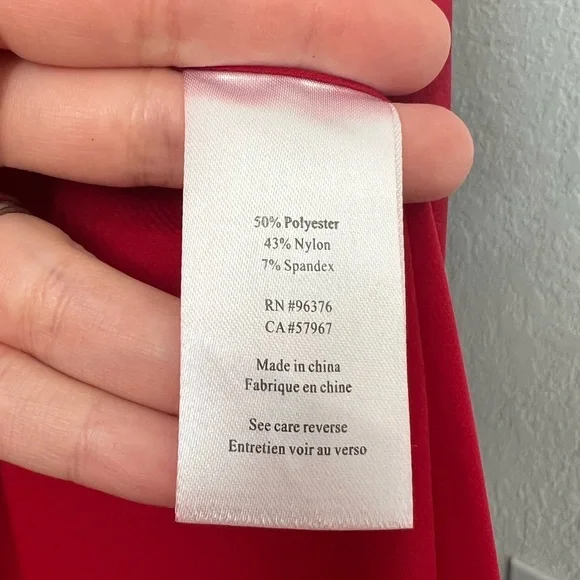 50% Polyester
43% Nylon
7% Spandex
RN #96376
CA #57967
Made in china
Fabrique en chine
See care reverse
Entretien voir au verso